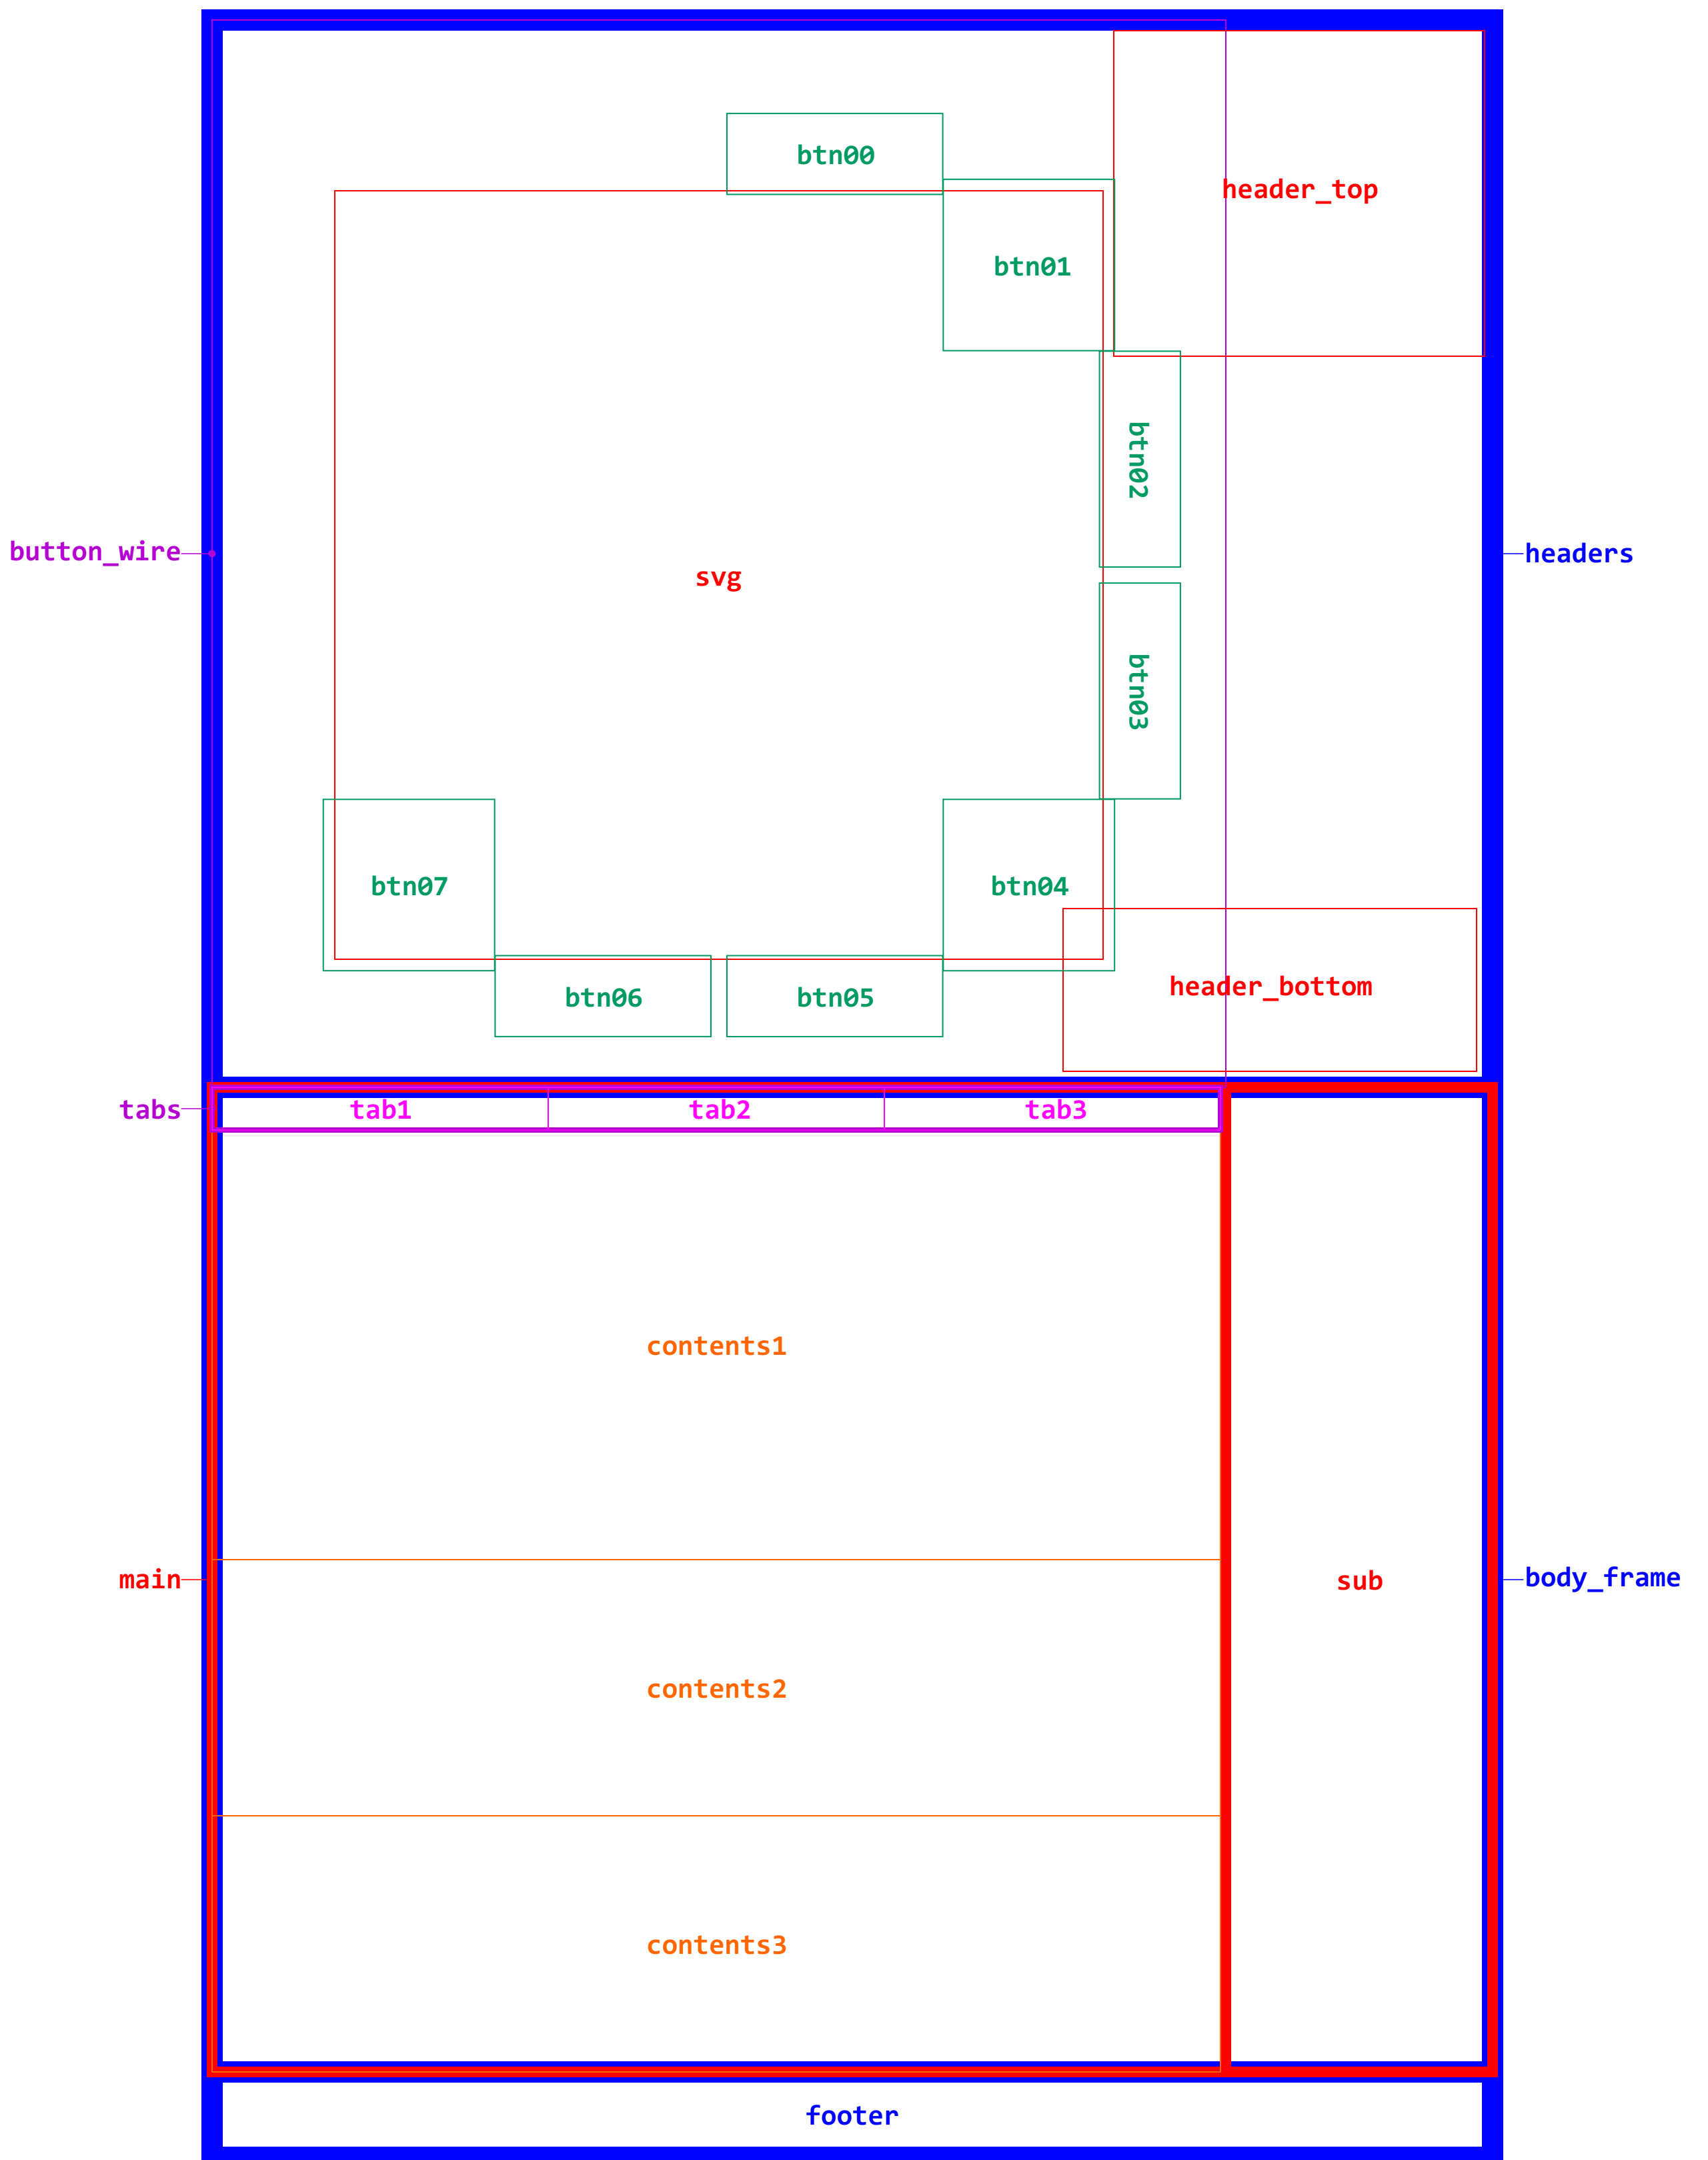 btn00
header_top
btn01
btn02
button_wire
headers
svg
btn03
btn07
btn04
header_bottom
btn06
btn05
tabs
tab1
tab2
tab3
contents1
main
sub
body_frame
contents2
contents3
footer